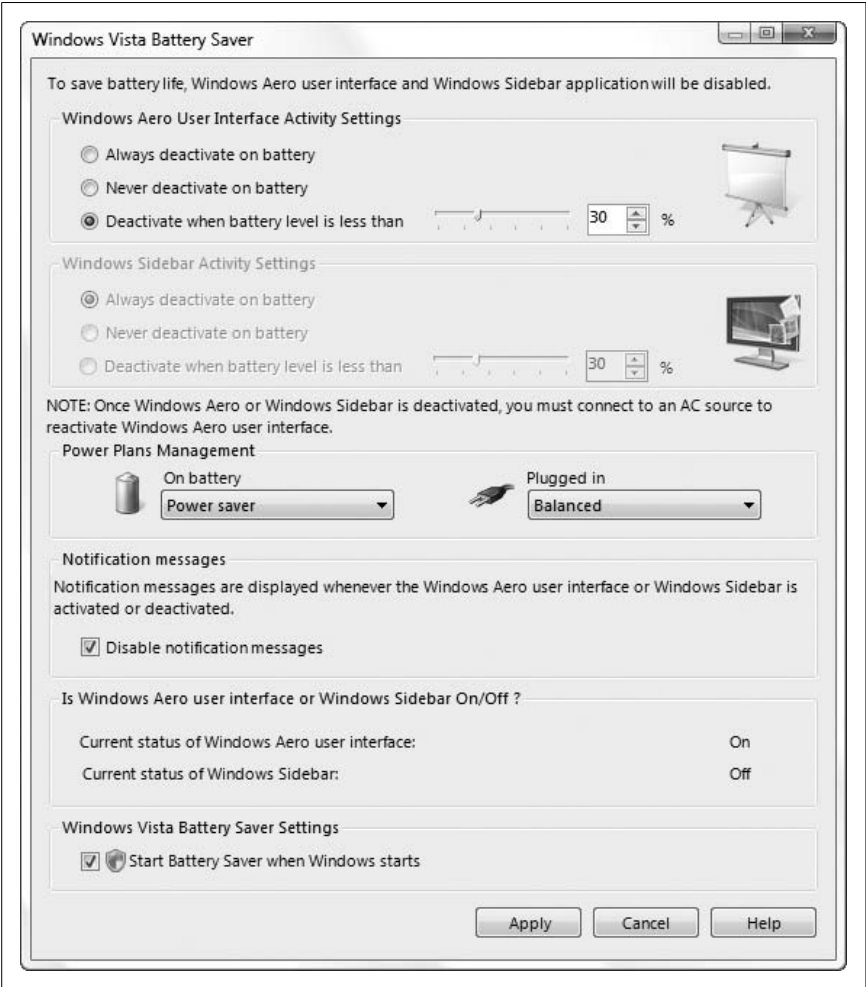 Windows Vista Battery Saver
To save battery life, Windows Aero user interface and Windows Sidebar application will be disabled.
Windows Aero User Interface Activity Settings
Always deactivate on battery
Never deactivate on battery
Deactivate when battery level is less than 30 %
Windows Sidebar Activity Settings
Always deactivate on battery
Never deactivate on battery
Deactivate when battery level is less than 30 %
NOTE: Once Windows Aero or Windows Sidebar is deactivated, you must connect to an AC source to
reactivate Windows Aero user interface.
Power Plans Management
On battery Plugged in
Power saver Balanced
Notification messages
Notification messages are displayed whenever the Windows Aero user interface or Windows Sidebar is
activated or deactivated.
Disable notification messages
Is Windows Aero user interface or Windows Sidebar On/Off ?
Current status of Windows Aero user interface: On
Current status of Windows Sidebar: Off
Windows Vista Battery Saver Settings
Start Battery Saver when Windows starts
Apply Cancel Help